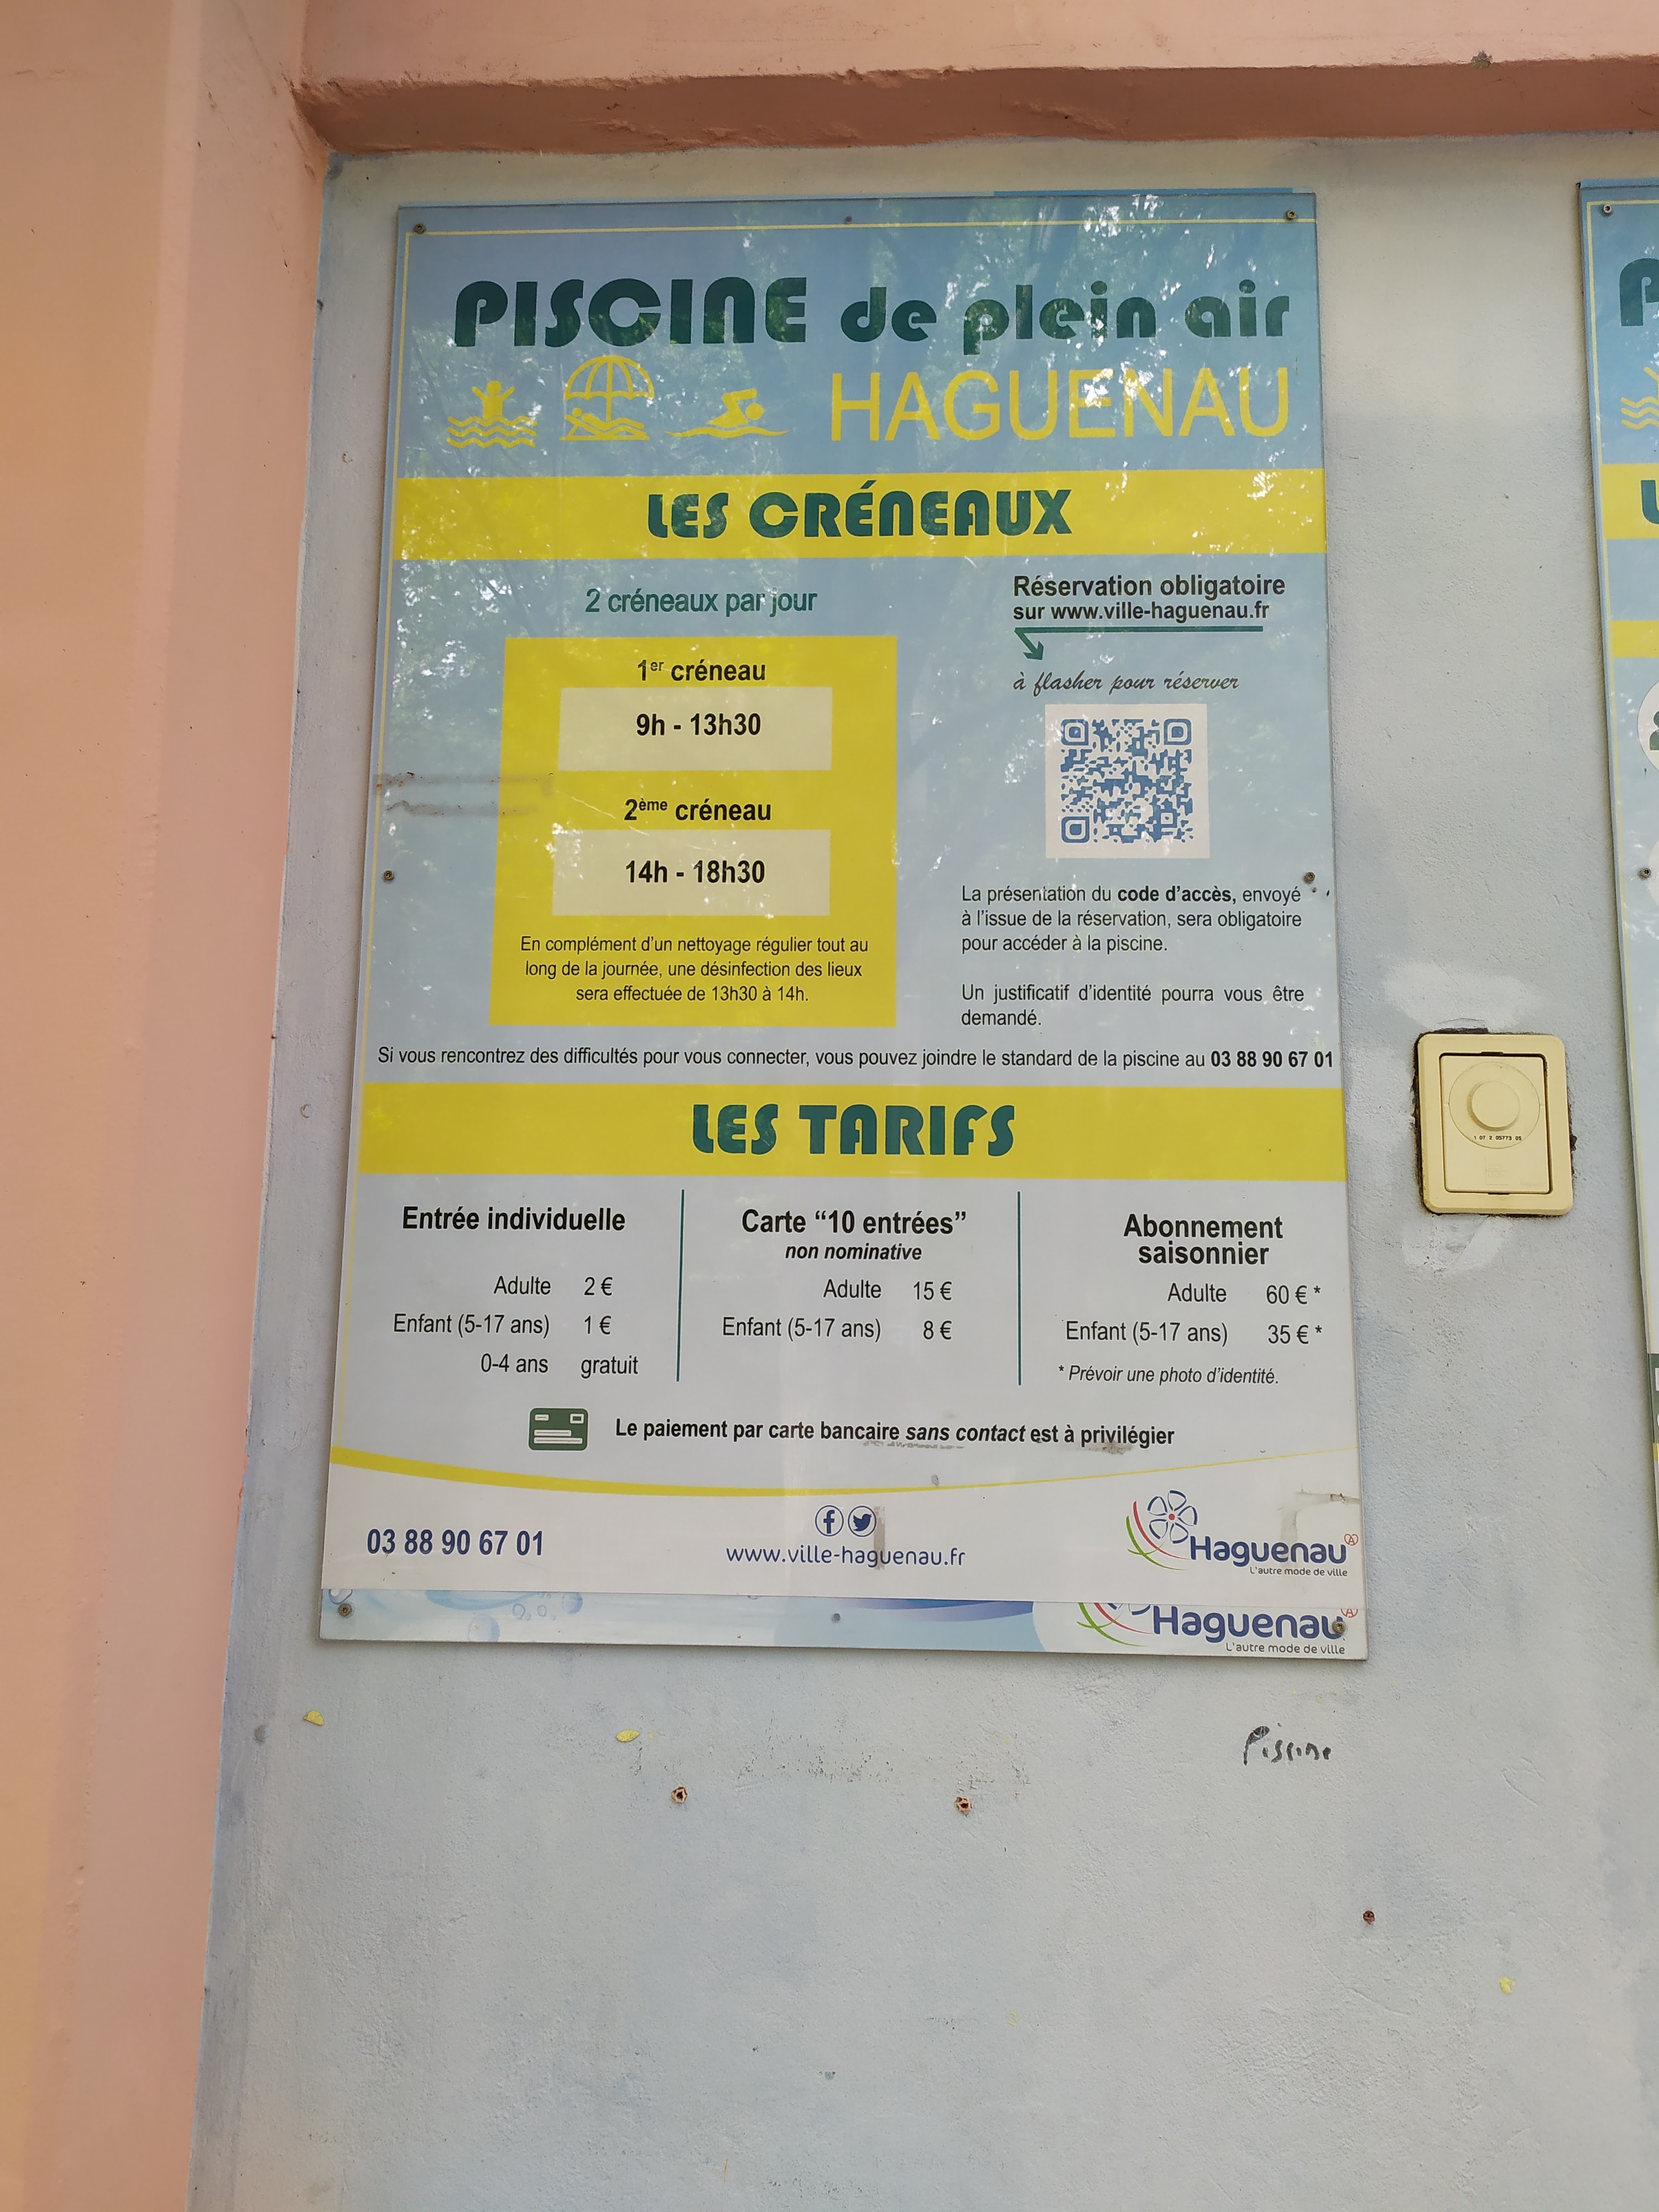 PISCINE de plein air
HAGUENAU
LES CRÉNEAUX
2 créneaux par jour
1er créneau
9h - 13h30
2ème créneau
14h - 18h30
En complément d'un nettoyage régulier tout au
long de la journée, une désinfection des lieux
sera effectuée de 13h30 à 14h.
Réservation obligatoire
sur www.ville-haguenau.fr
à flasher pour réserver
La présentation du code d'accès, envoyé
à l'issue de la réservation, sera obligatoire
pour accéder à la piscine.
Un justificatif d'identité pourra vous être
demandé.
Si vous rencontrez des difficultés pour vous connecter, vous pouvez joindre le standard de la piscine au 03 88 90 67 01
LES TARIFS
Entrée individuelle
Adulte 2 €
Enfant (5-17 ans) 1 €
0-4 ans gratuit
Carte “10 entrées”
non nominative
Adulte 15 €
Enfant (5-17 ans) 8 €
Abonnement
saisonnier
Adulte 60 € *
Enfant (5-17 ans) 35 € *
* Prévoir une photo d'identité.
Le paiement par carte bancaire sans contact est à privilégier
03 88 90 67 01
www.ville-haguenau.fr
Haguenau
L'autre mode de ville
Haguenau
L'autre mode de ville
Piscine